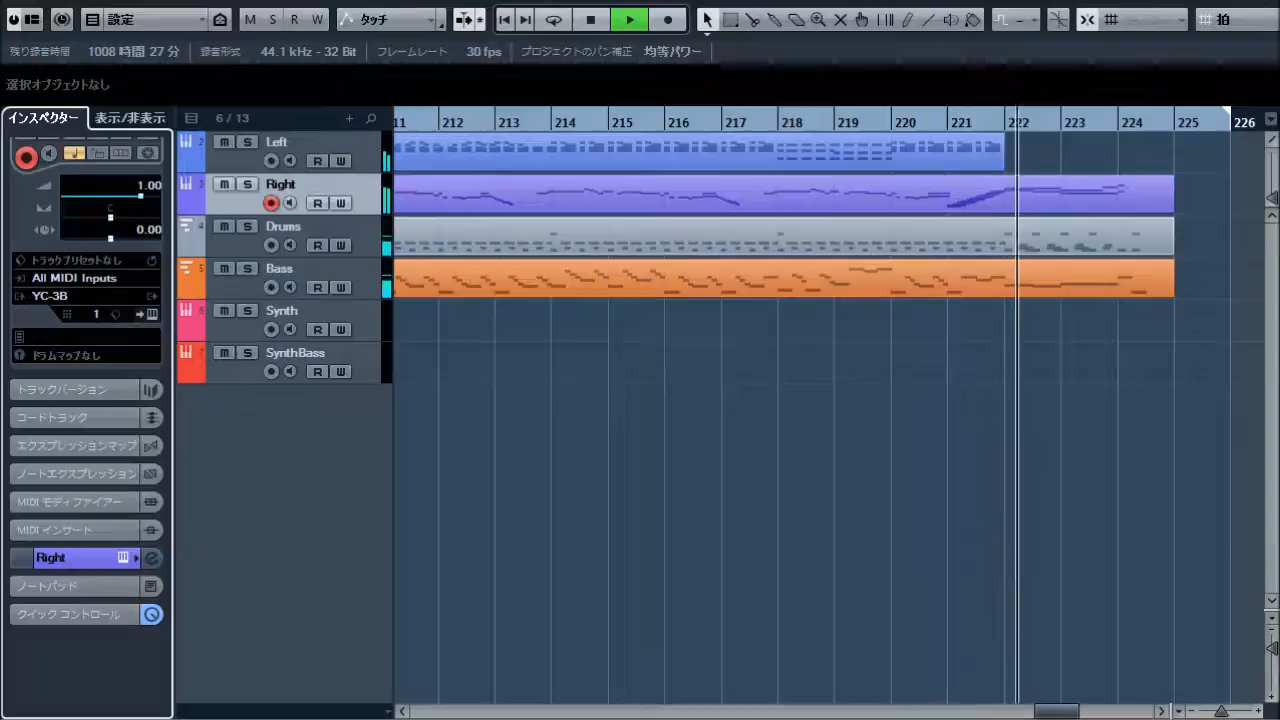 設定 M S R W タッチ 拍
残り録音時間 1008 時間 27 分 録音形式 44.1 kHz - 32 Bit フレームレート 30 fps プロジェクトのパン補正 均等パワー
選択オブジェクトなし
インスペクター 表示/非表示 6 / 13
11 212 213 214 215 216 217 218 219 220 221 222 223 224 225 226
2 m S Left
R W
3 m S Right
R W
4 m S Drums
R W
5 m S Bass
R W
6 m S Synth
R W
7 m S SynthBass
R W
1.00
C
0.00
トラックプリセットなし
All MIDI Inputs
YC-3B
1
ドラムマップなし
トラックバージョン
コードトラック
エクスプレッションマップ
ノートエクスプレッション
MIDI モディファイアー
MIDI インサート
Right
ノートパッド
クイック コントロール